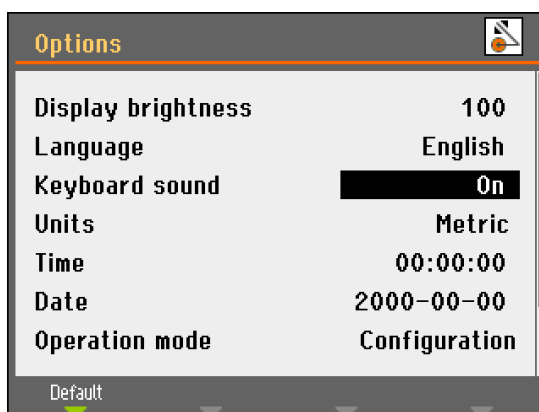 Options
Display brightness 100
Language English
Keyboard sound On
Units Metric
Time 00:00:00
Date 2000-00-00
Operation mode Configuration
Default